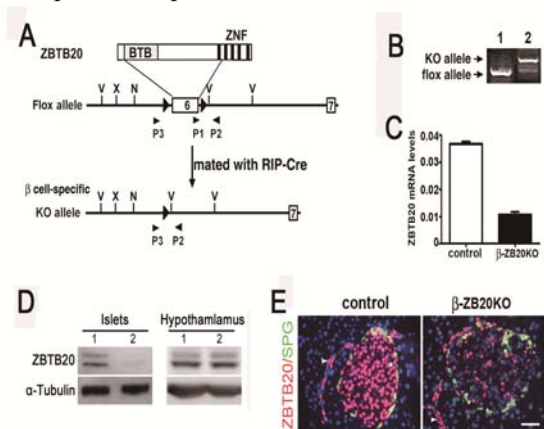 A
ZBTB20
BTB
ZNF
V X N V V
Flox allele
6
7
P3 P1 P2
mated with RIP-Cre
β cell-specific
KO allele
V X N V V
7
P3 P2
B
1 2
KO allele
flox allele
C
ZBTB20 mRNA levels
0.04
0.03
0.02
0.01
0
control
β-ZB20KO
D
Islets
Hypothamlamus
1 2 1 2
ZBTB20
α-Tubulin
E
control
β-ZB20KO
ZBTB20/SPG